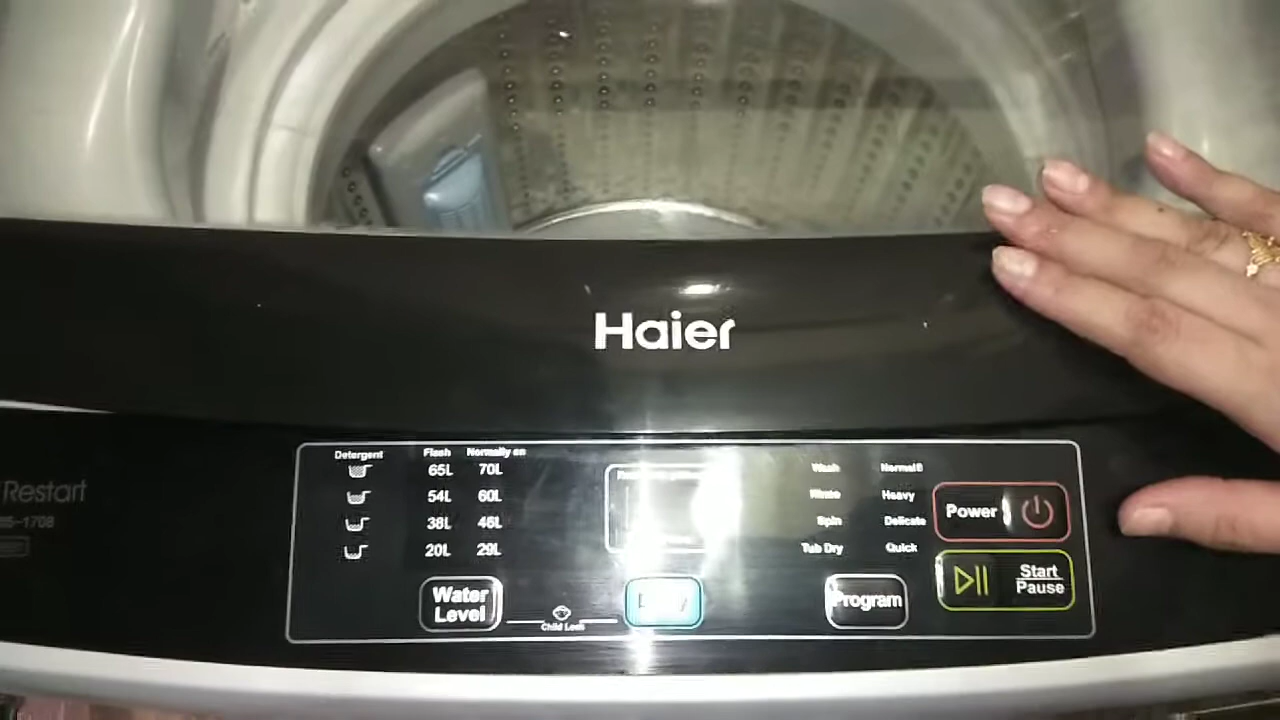 Haier
Restart
-1708
Detergent Flash Normally on
65L 70L
54L 60L
38L 46L
20L 29L
Water
Level
Child Lock
Wash Normal
Rinse Heavy
Spin Delicate
Tub Dry Quick
Program
Power
Start
Pause